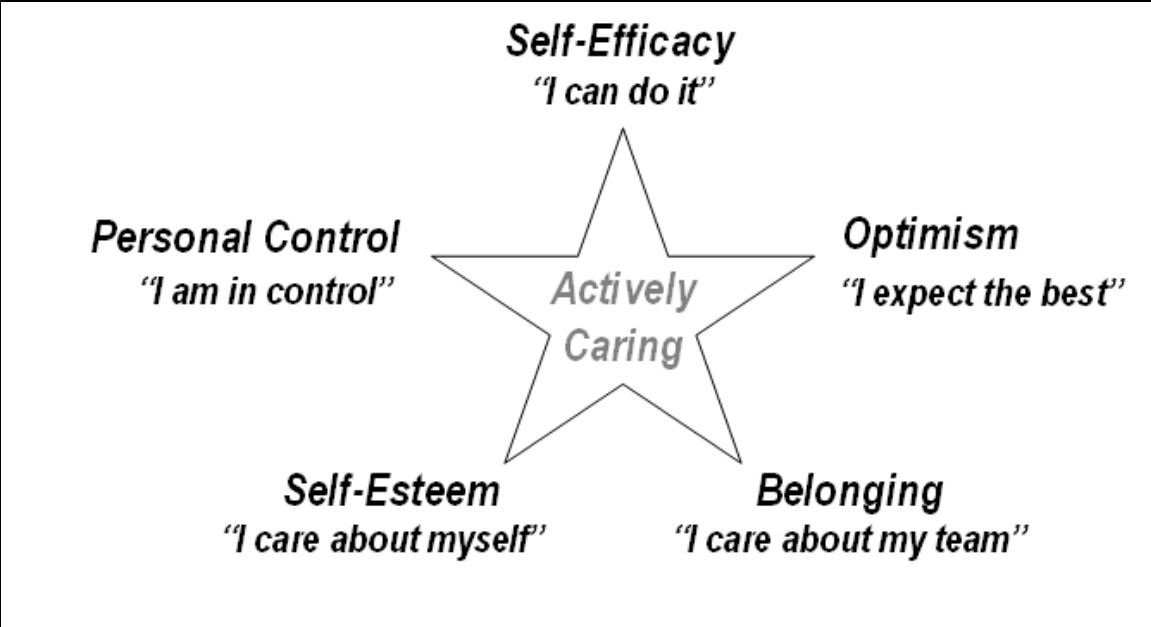 Self-Efficacy
“I can do it”
Personal Control
“I am in control”
Optimism
“I expect the best”
Actively
Caring
Self-Esteem
“I care about myself”
Belonging
“I care about my team”